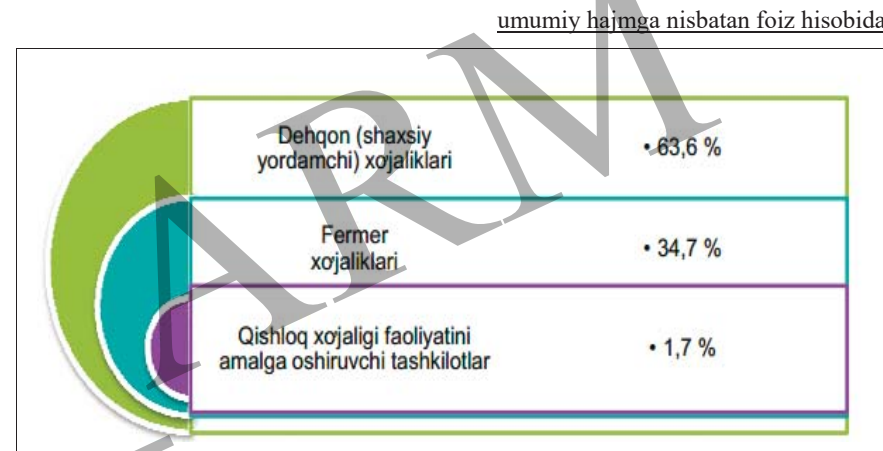 umumiy hajmga nisbatan foiz hisobida
Dehqon (shaxsiy
yordamchi) xo'jaliklari
• 63,6 %
Fermer
xo'jaliklari
• 34,7 %
Qishloq xo'jaligi faoliyatini
amalga oshiruvchi tashkilotlar
• 1,7 %
ARM